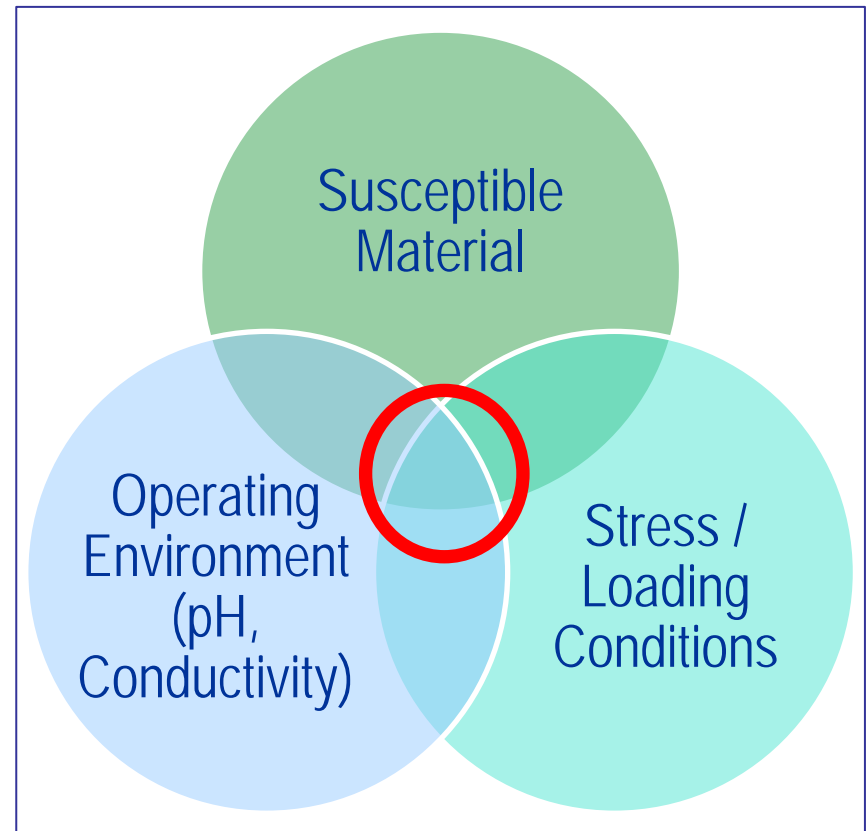 Susceptible
Material
Operating
Environment
(pH,
Conductivity)
Stress /
Loading
Conditions